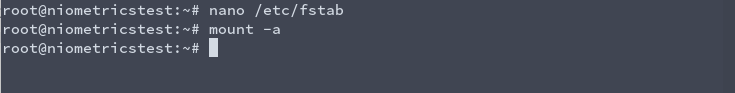 root@niometricstest:~# nano /etc/fstab
root@niometricstest:~# mount -a
root@niometricstest:~#